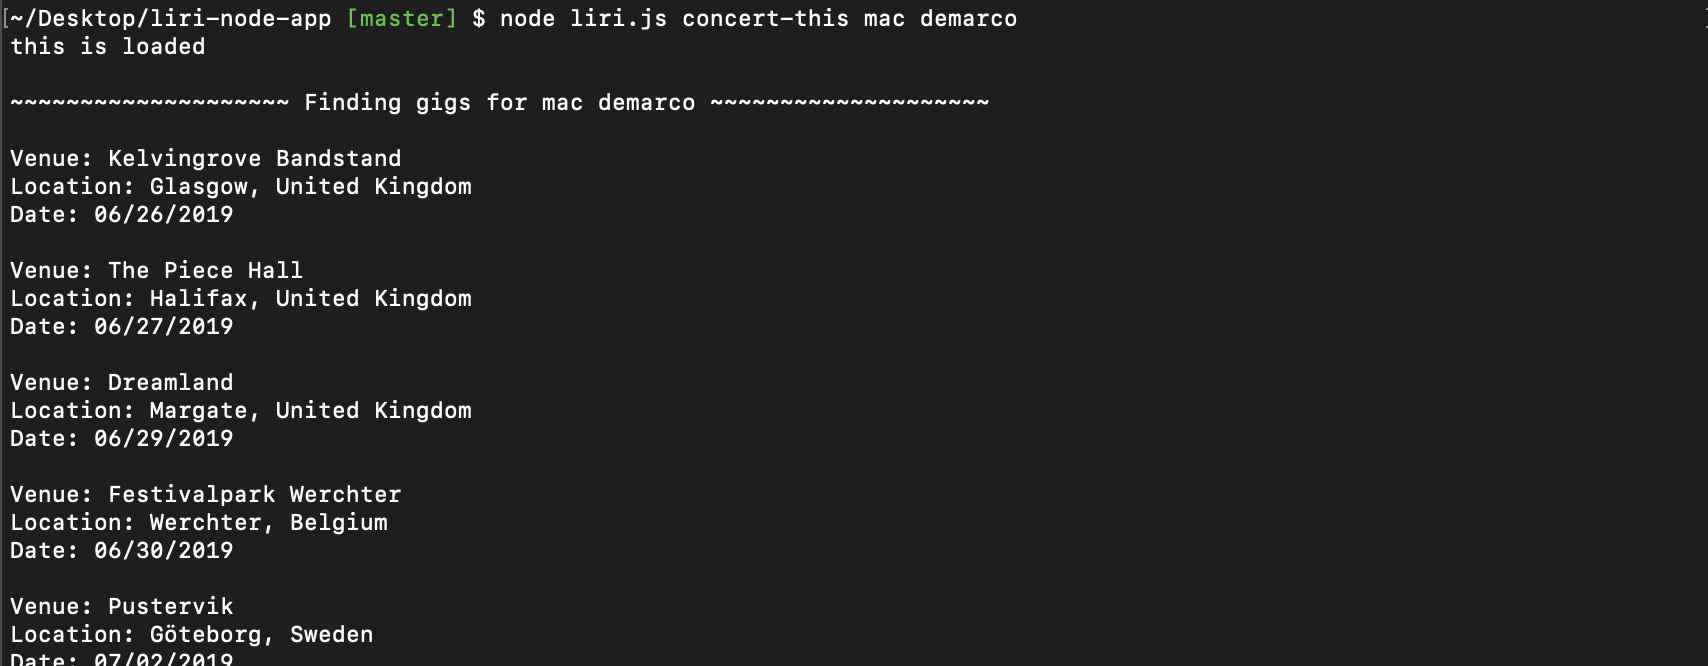 [~/Desktop/liri-node-app [master] $ node liri.js concert-this mac demarco
this is loaded
~~~~~~~~~~~~~~~~~~~~ Finding gigs for mac demarco ~~~~~~~~~~~~~~~~~~~~
Venue: Kelvingrove Bandstand
Location: Glasgow, United Kingdom
Date: 06/26/2019
Venue: The Piece Hall
Location: Halifax, United Kingdom
Date: 06/27/2019
Venue: Dreamland
Location: Margate, United Kingdom
Date: 06/29/2019
Venue: Festivalpark Werchter
Location: Werchter, Belgium
Date: 06/30/2019
Venue: Pustervik
Location: Göteborg, Sweden
Date: 07/02/2019